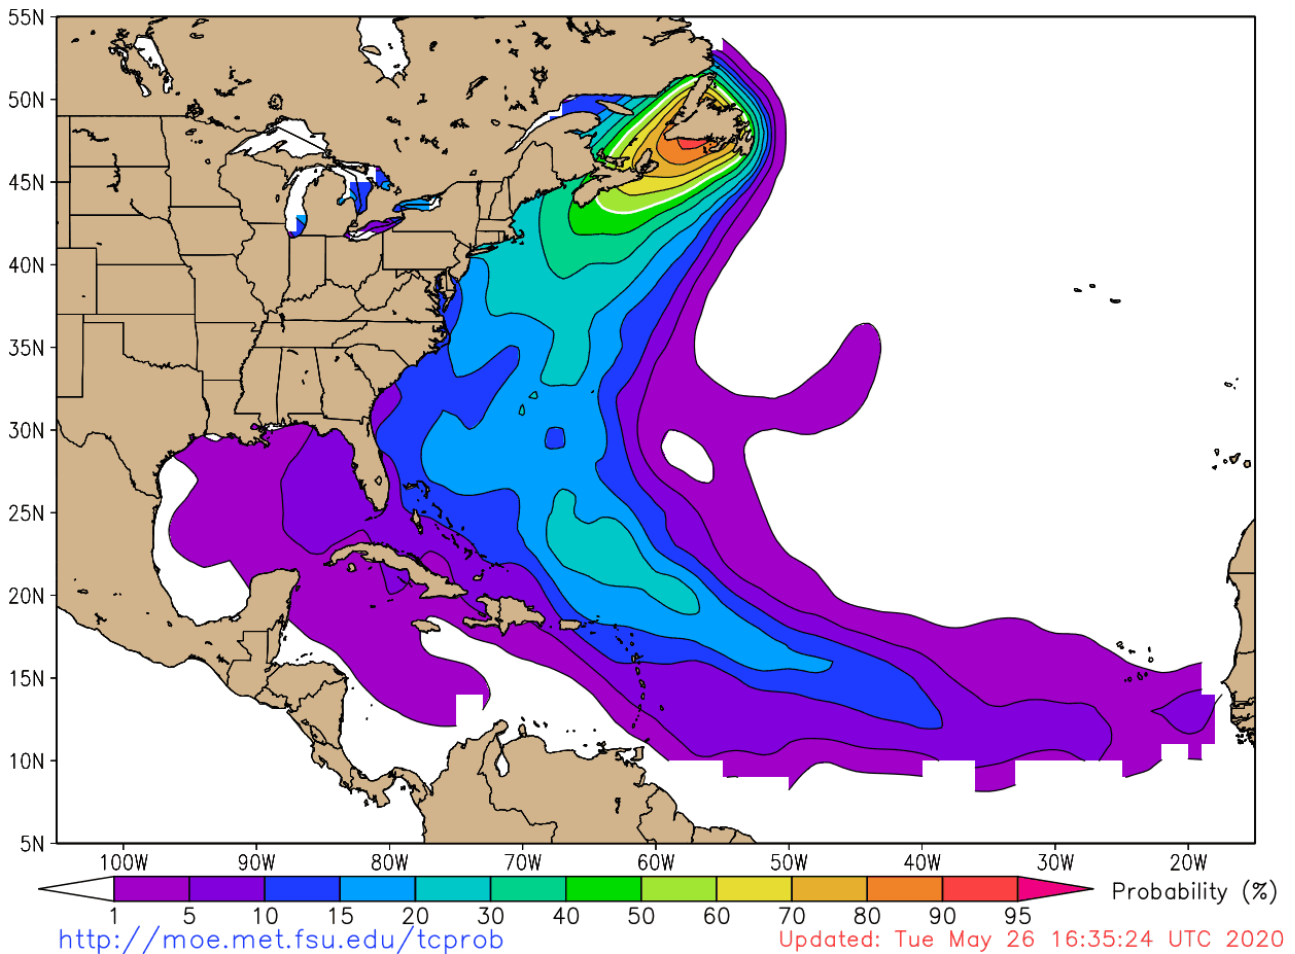 55N
50N
45N
40N
35N
30N
25N
20N
15N
10N
5N
100W 90W 80W 70W 60W 50W 40W 30W 20W
1 5 10 15 20 30 40 50 60 70 80 90 95 Probability (%)
http://moe.met.fsu.edu/tcprob Updated: Tue May 26 16:35:24 UTC 2020